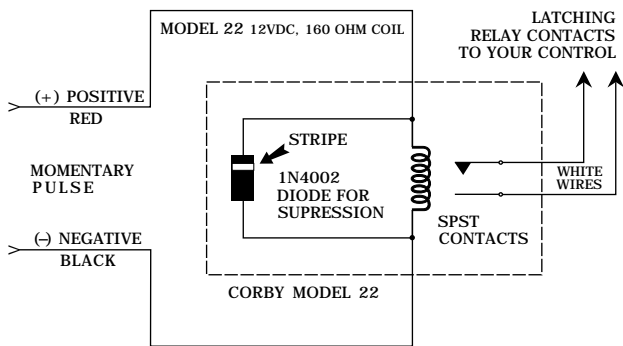 MODEL 22 12VDC, 160 OHM COIL
LATCHING
RELAY CONTACTS
TO YOUR CONTROL
(+) POSITIVE
RED
STRIPE
MOMENTARY
PULSE
1N4002
DIODE FOR
SUPRESSION
WHITE
WIRES
SPST
CONTACTS
(–) NEGATIVE
BLACK
CORBY MODEL 22